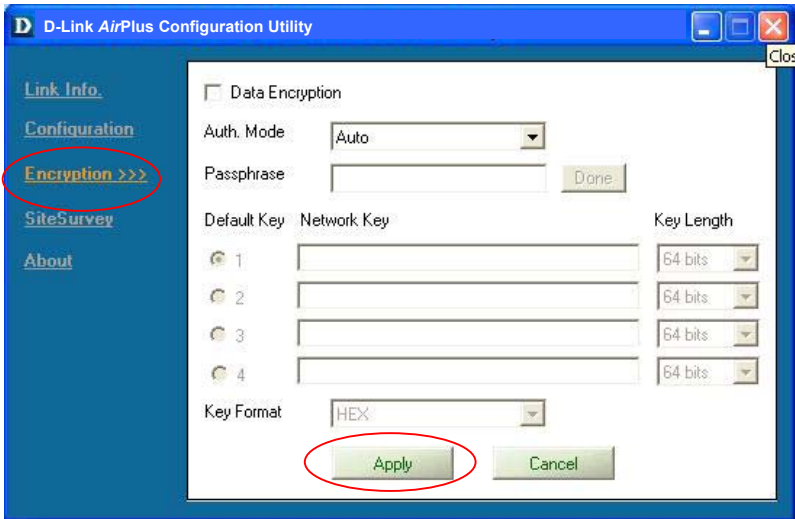 D D-Link AirPlus Configuration Utility
Clos
Link Info.
Configuration
Encryption >>>
SiteSurvey
About
Data Encryption
Auth. Mode Auto
Passphrase Done
Default Key Network Key Key Length
1 64 bits
2 64 bits
3 64 bits
4 64 bits
Key Format HEX
Apply Cancel